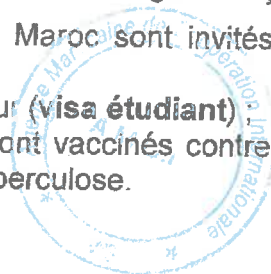 Maroc sont invités
(visa étudiant) ;
ont vaccinés contre
berculose.